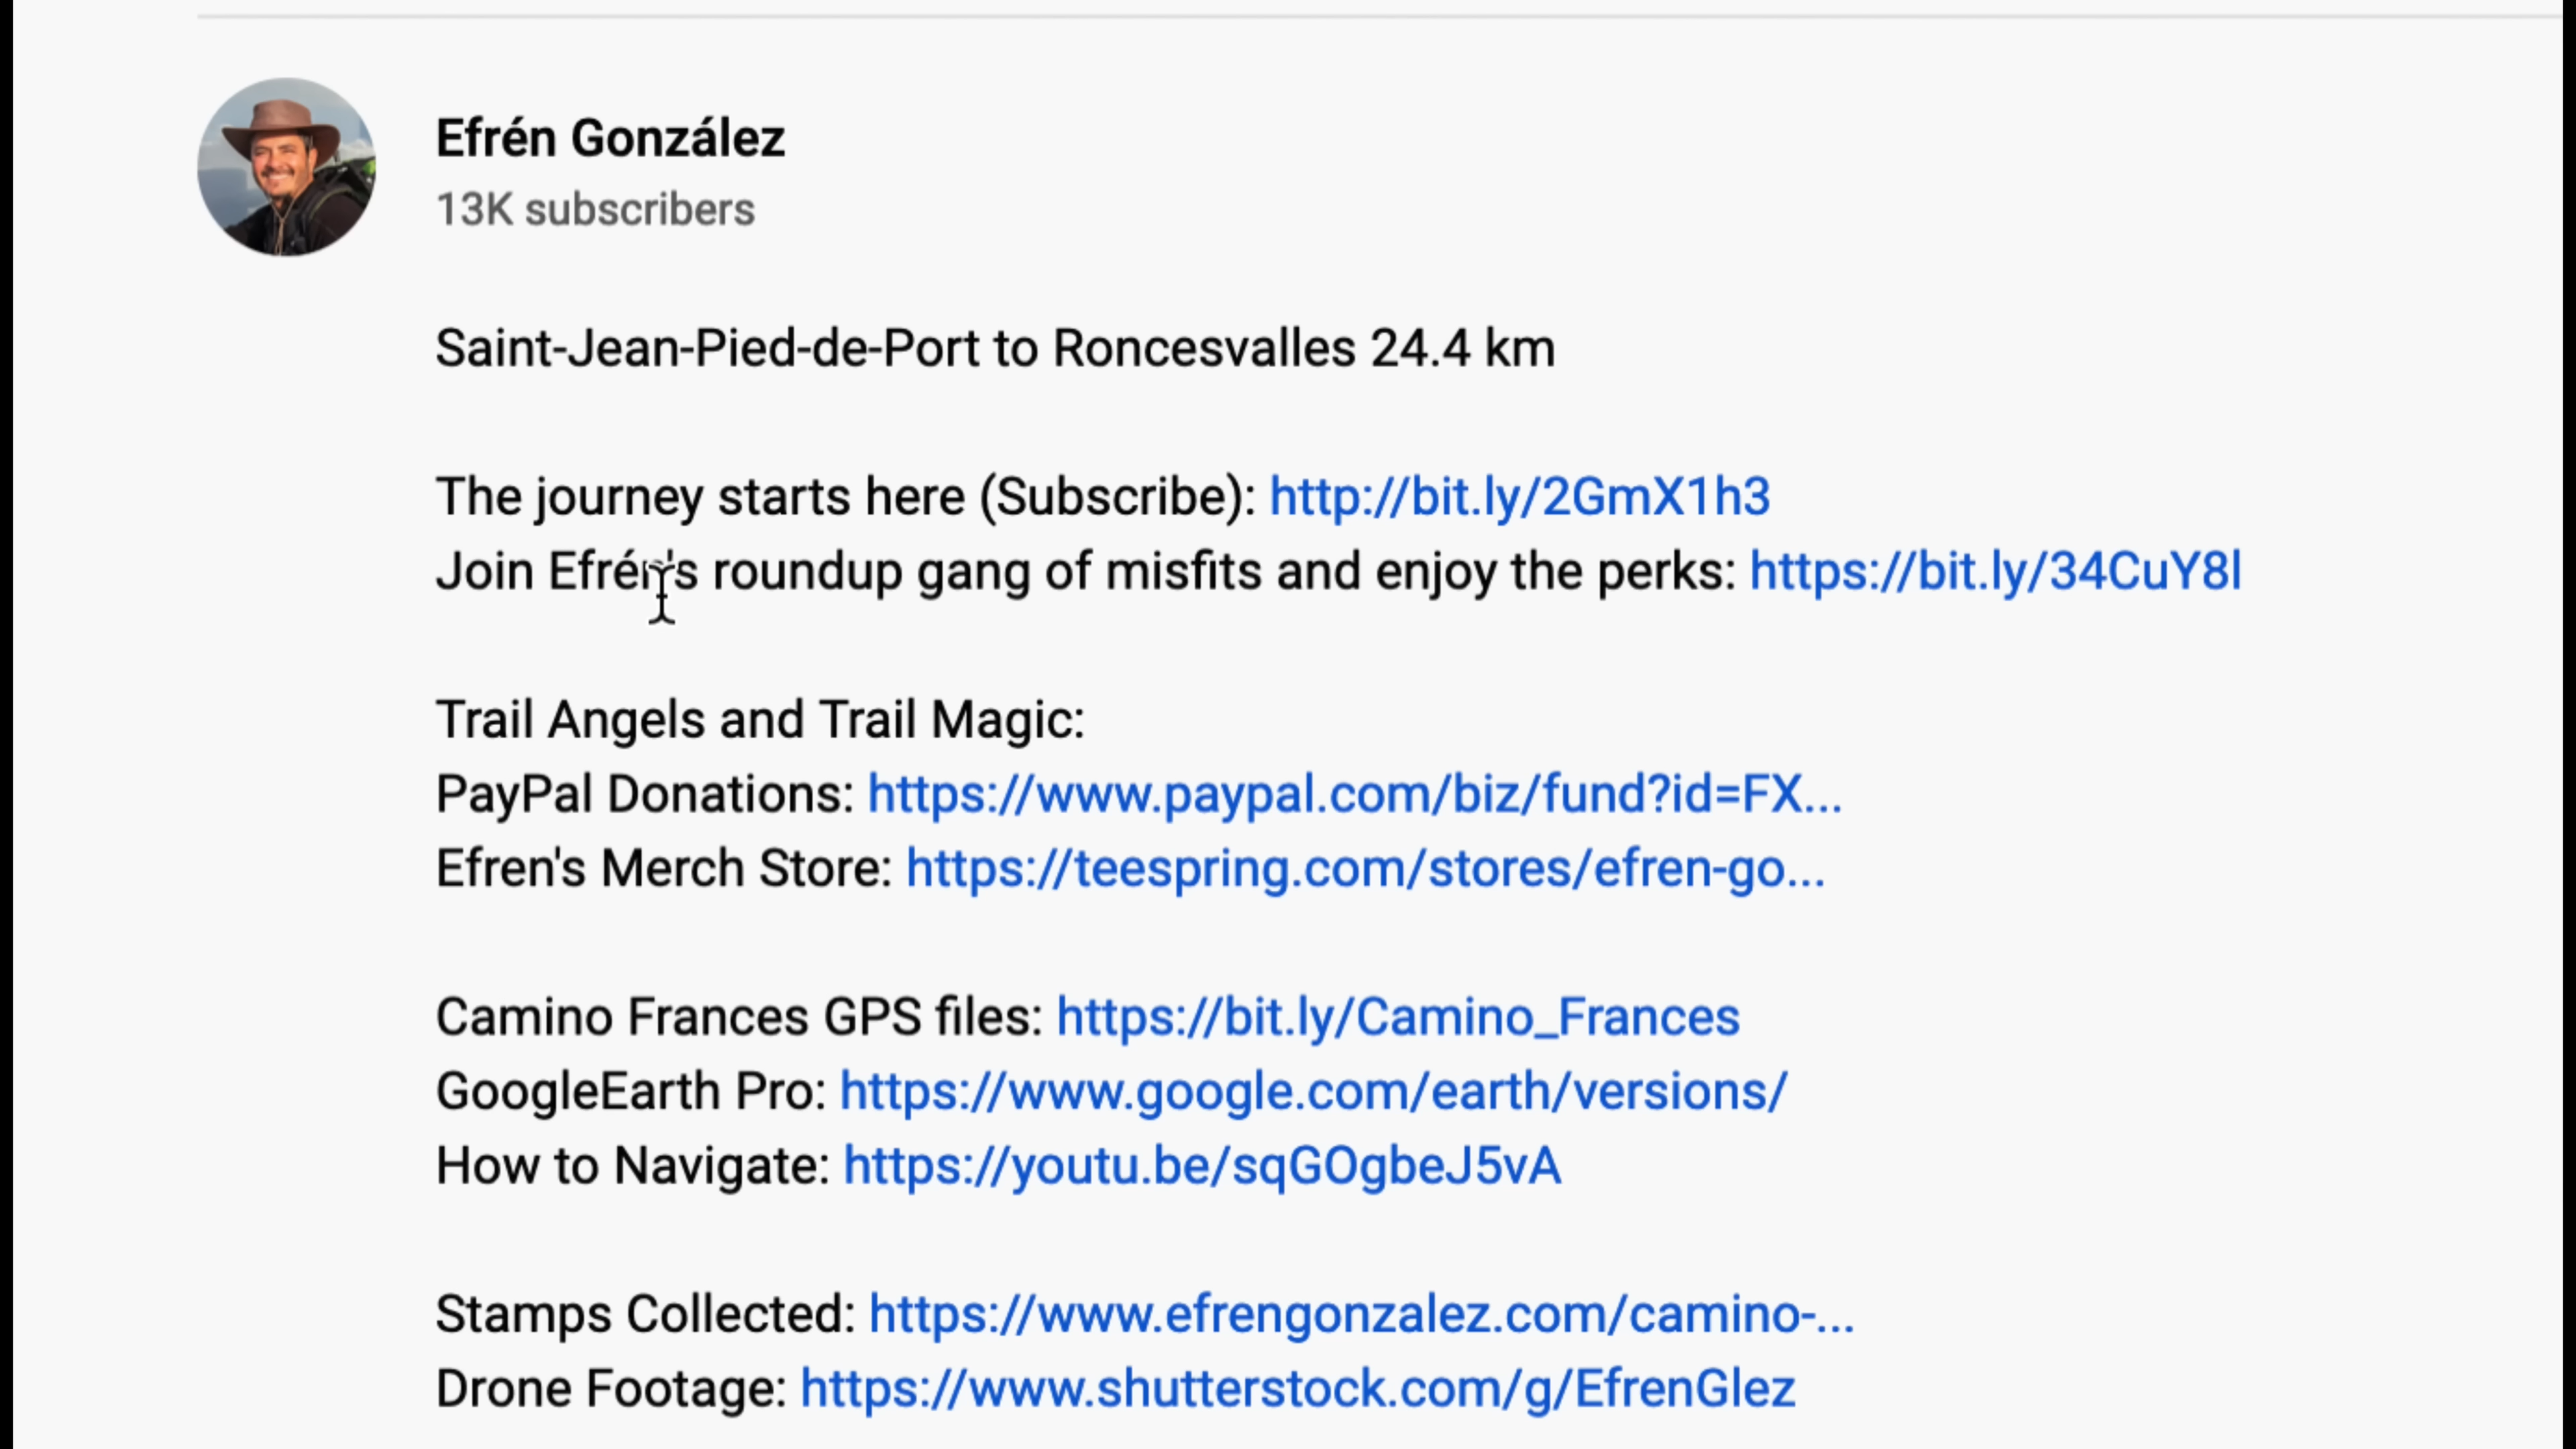 Efrén González
13K subscribers
Saint-Jean-Pied-de-Port to Roncesvalles 24.4 km
The journey starts here (Subscribe): http://bit.ly/2GmX1h3
Join Efrén's roundup gang of misfits and enjoy the perks: https://bit.ly/34CuY8l
Trail Angels and Trail Magic:
PayPal Donations: https://www.paypal.com/biz/fund?id=FX...
Efren's Merch Store: https://teespring.com/stores/efren-go...
Camino Frances GPS files: https://bit.ly/Camino_Frances
GoogleEarth Pro: https://www.google.com/earth/versions/
How to Navigate: https://youtu.be/sqGOgbeJ5vA
Stamps Collected: https://www.efrengonzalez.com/camino-...
Drone Footage: https://www.shutterstock.com/g/EfrenGlez